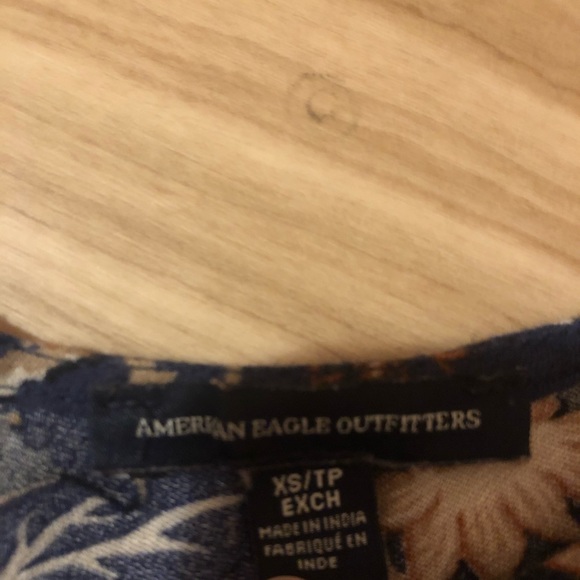 AMERICAN EAGLE OUTFITTERS
XS/TP
EXCH
MADE IN INDIA
FABRIQUÉ EN
INDE